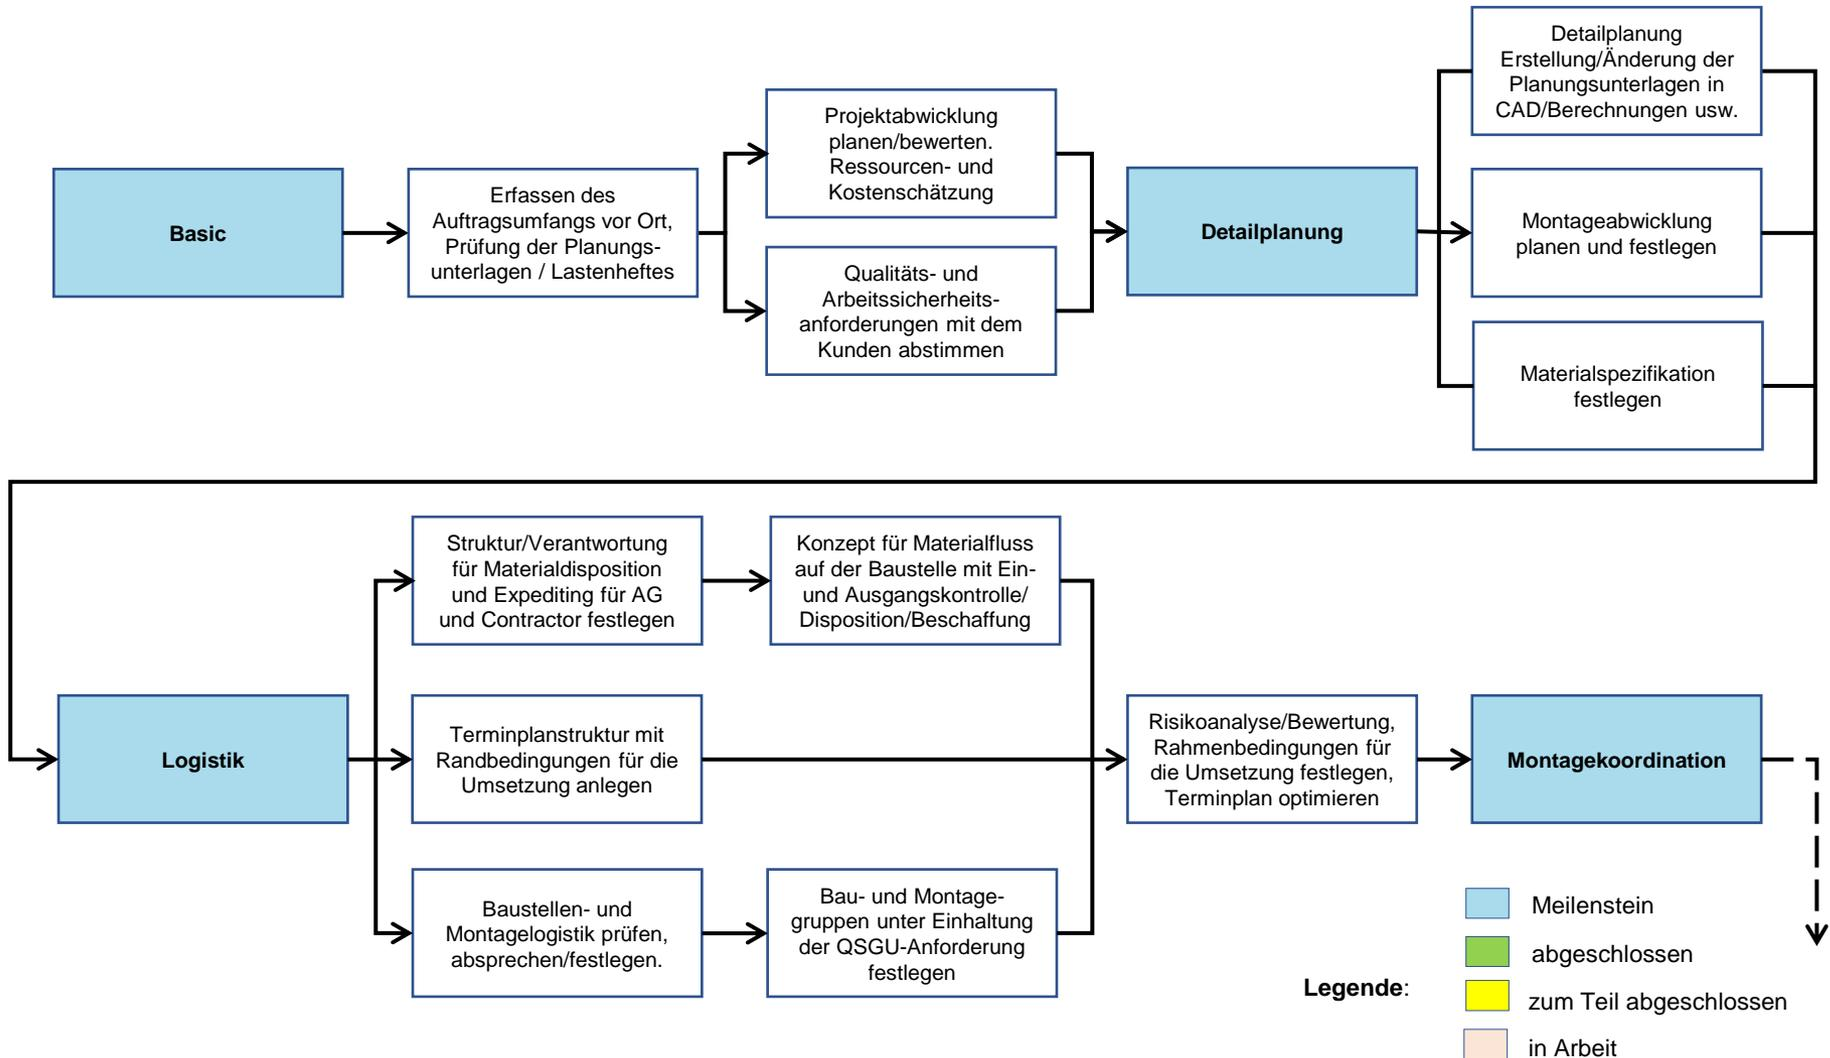 Basic
Erfassen des
Auftragsumfangs vor Ort,
Prüfung der Planungs-
unterlagen / Lastenheftes
Projektabwicklung
planen/bewerten.
Ressourcen- und
Kostenschätzung
Qualitäts- und
Arbeitssicherheits-
anforderungen mit dem
Kunden abstimmen
Detailplanung
Detailplanung
Erstellung/Änderung der
Planungsunterlagen in
CAD/Berechnungen usw.
Montageabwicklung
planen und festlegen
Materialspezifikation
festlegen
Logistik
Struktur/Verantwortung
für Materialdisposition
und Expediting für AG
und Contractor festlegen
Konzept für Materialfluss
auf der Baustelle mit Ein-
und Ausgangskontrolle/
Disposition/Beschaffung
Terminplanstruktur mit
Randbedingungen für die
Umsetzung anlegen
Baustellen- und
Montagelogistik prüfen,
absprechen/festlegen.
Bau- und Montage-
gruppen unter Einhaltung
der QSGU-Anforderung
festlegen
Risikoanalyse/Bewertung,
Rahmenbedingungen für
die Umsetzung festlegen,
Terminplan optimieren
Montagekoordination
Legende:
Meilenstein
abgeschlossen
zum Teil abgeschlossen
in Arbeit